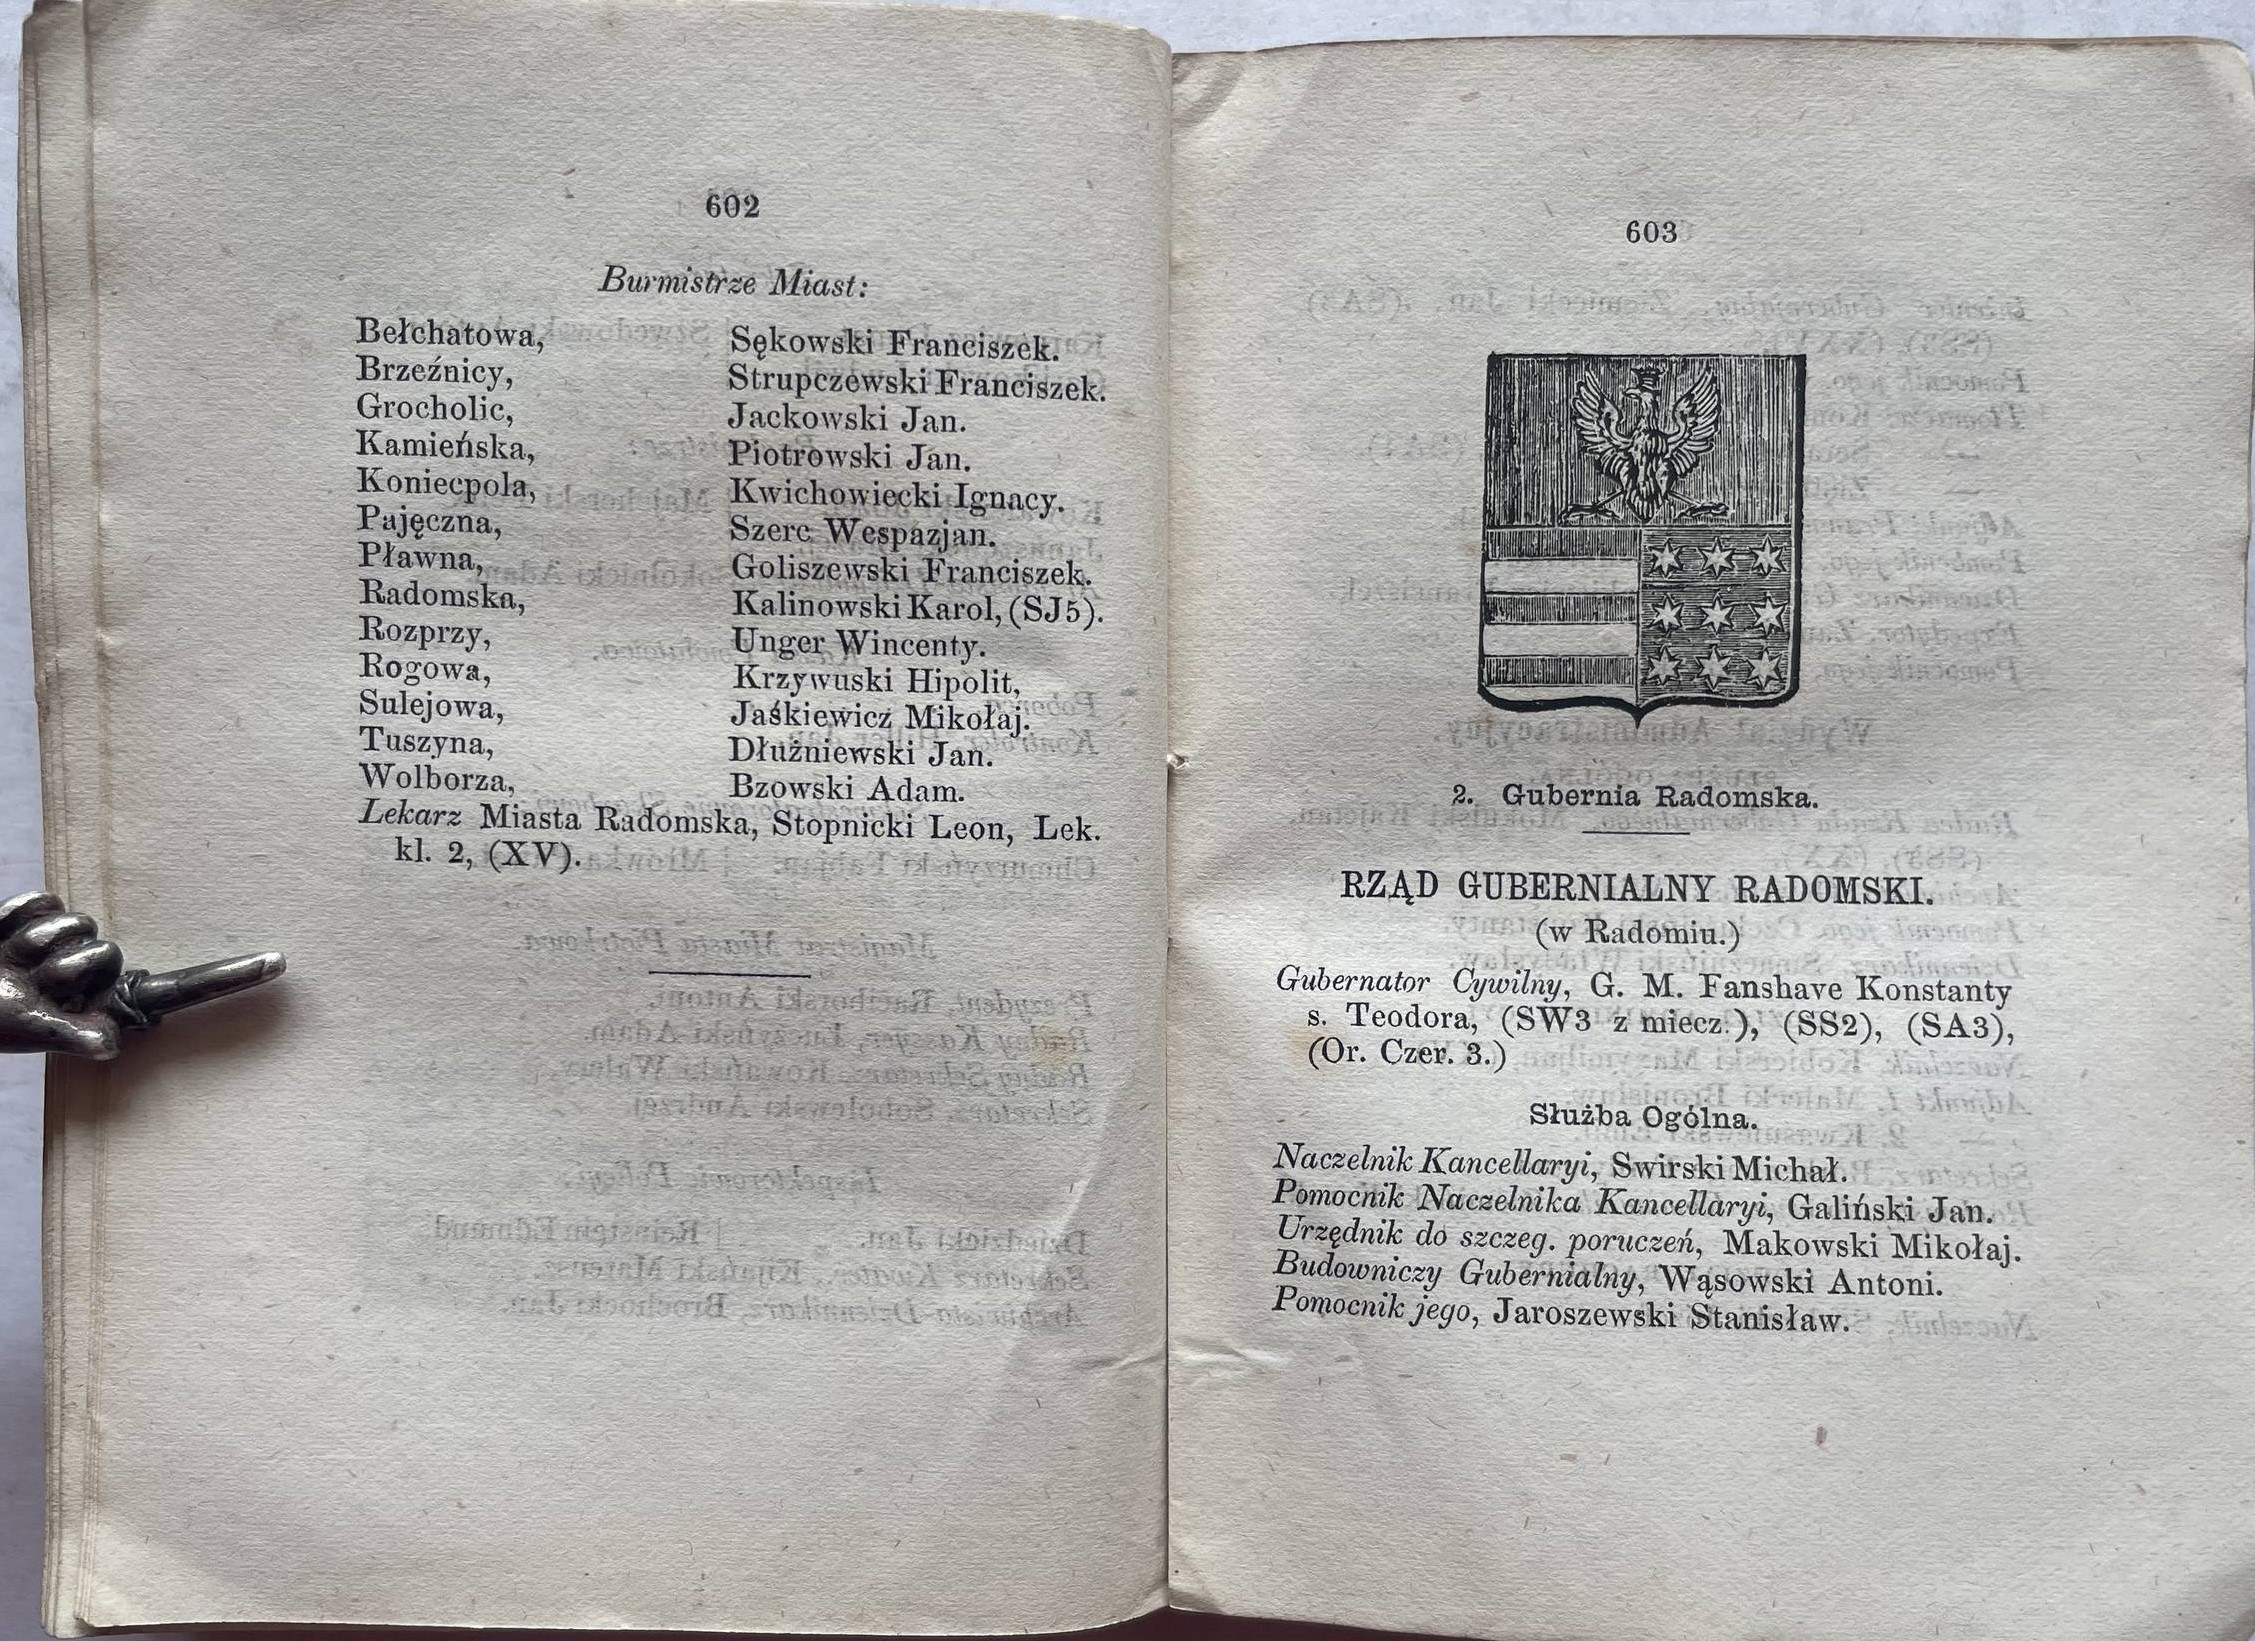 602
Burmistrze Miast:
Bełchatowa, Sękowski Franciszek.
Brzeźnicy, Strupczewski Franciszek.
Grocholic, Jackowski Jan.
Kamieńska, Piotrowski Jan.
Koniecpola, Kwichowiecki Ignacy.
Pajęczna, Szerc Wespazjan.
Pławna, Goliszewski Franciszek.
Radomska, Kalinowski Karol, (SJ5).
Rozprzy, Unger Wincenty.
Rogowa, Krzywuski Hipolit,
Sulejowa, Jaśkiewicz Mikołaj.
Tuszyna, Dłużniewski Jan.
Wolborza, Bzowski Adam.
Lekarz Miasta Radomska, Stopnicki Leon, Lek.
kl. 2, (XV).
603
2. Gubernia Radomska.
RZĄD GUBERNIALNY RADOMSKI.
(w Radomiu.)
Gubernator Cywilny, G. M. Fanshave Konstanty
s. Teodora, (SW3 z miecz.), (SS2), (SA3),
(Or. Czer. 3.)
Służba Ogólna.
Naczelnik Kancellaryi, Swirski Michał.
Pomocnik Naczelnika Kancellaryi, Galiński Jan.
Urzędnik do szczeg. poruczeń, Makowski Mikołaj.
Budowniczy Gubernialny, Wąsowski Antoni.
Pomocnik jego, Jaroszewski Stanisław.